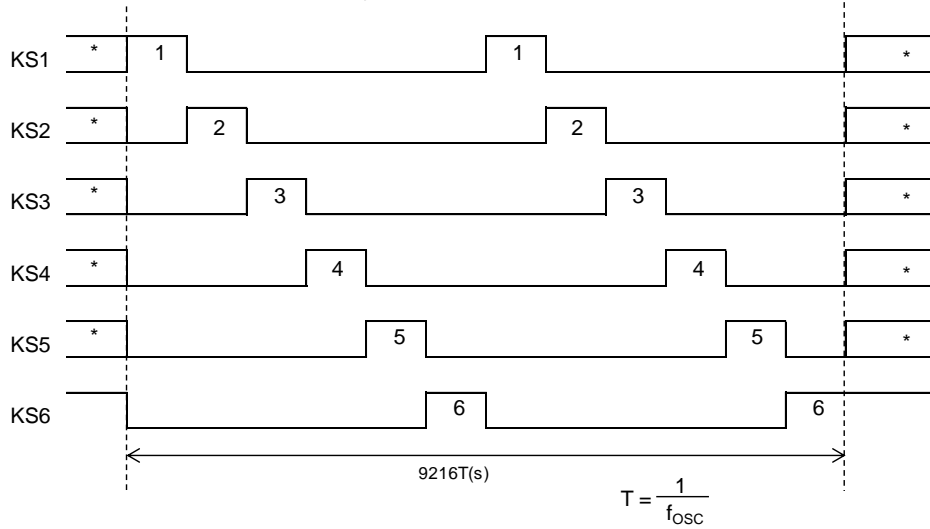 KS1 * 1 1 *
KS2 * 2 2 *
KS3 * 3 3 *
KS4 * 4 4 *
KS5 * 5 5 *
KS6 6 6
9216T(s)
T = 1 / fOSC